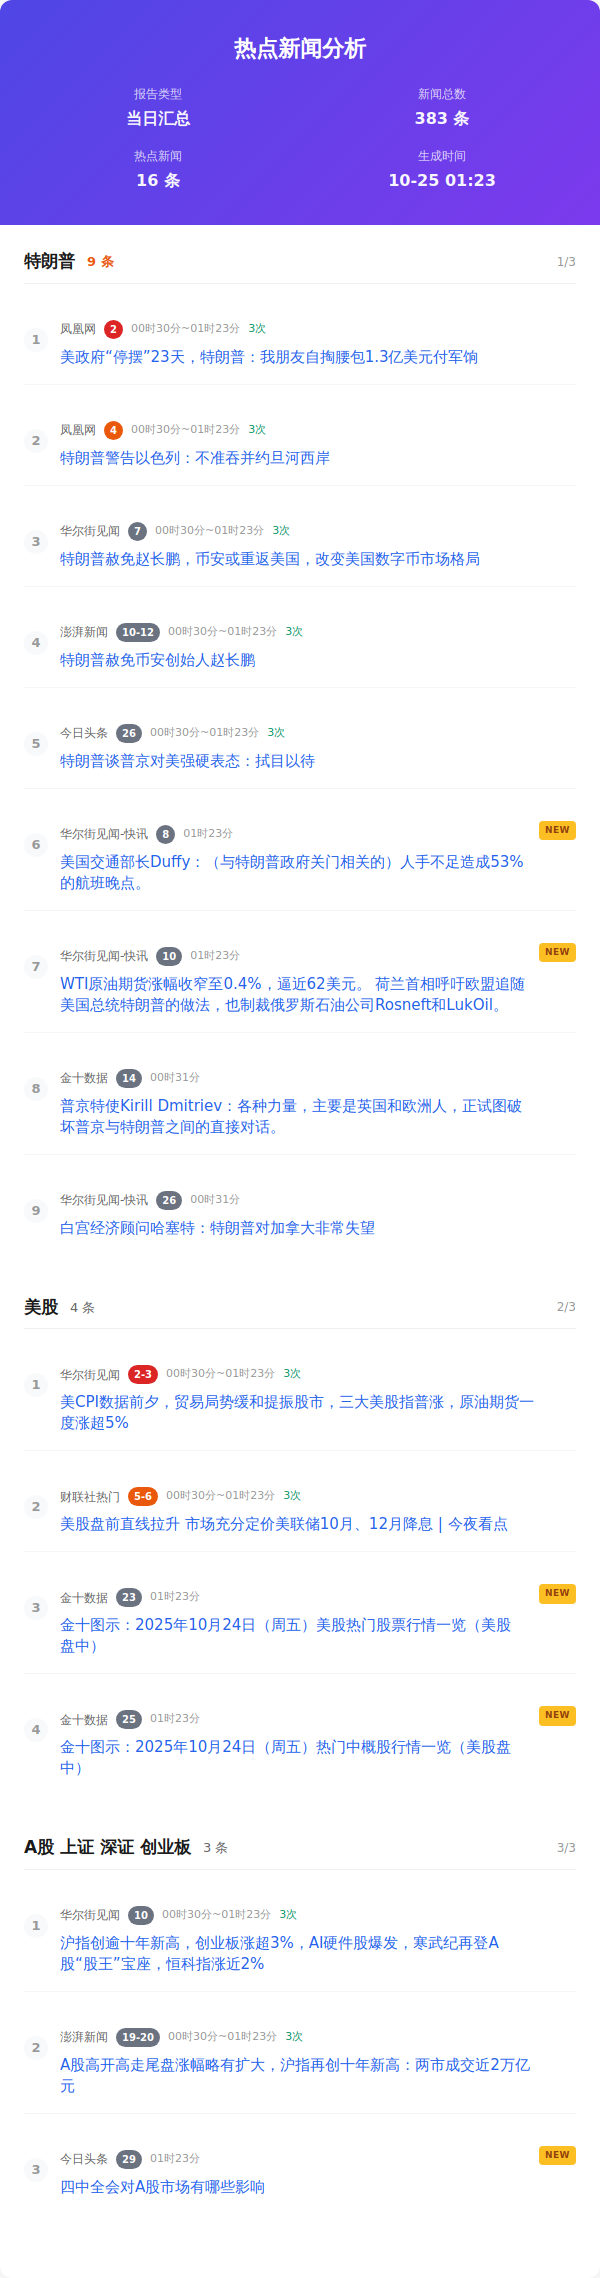 热点新闻分析
报告类型 新闻总数
当日汇总 383 条
热点新闻 生成时间
16 条 10-25 01:23
特朗普 9 条 1/3
1
凤凰网 2 00时30分~01时23分 3次
美政府“停摆”23天，特朗普：我朋友自掏腰包1.3亿美元付军饷
2
凤凰网 4 00时30分~01时23分 3次
特朗普警告以色列：不准吞并约旦河西岸
3
华尔街见闻 7 00时30分~01时23分 3次
特朗普赦免赵长鹏，币安或重返美国，改变美国数字币市场格局
4
澎湃新闻 10-12 00时30分~01时23分 3次
特朗普赦免币安创始人赵长鹏
5
今日头条 26 00时30分~01时23分 3次
特朗普谈普京对美强硬表态：拭目以待
6
华尔街见闻-快讯 8 01时23分 NEW
美国交通部长Duffy：（与特朗普政府关门相关的）人手不足造成53%
的航班晚点。
7
华尔街见闻-快讯 10 01时23分 NEW
WTI原油期货涨幅收窄至0.4%，逼近62美元。 荷兰首相呼吁欧盟追随
美国总统特朗普的做法，也制裁俄罗斯石油公司Rosneft和LukOil。
8
金十数据 14 00时31分
普京特使Kirill Dmitriev：各种力量，主要是英国和欧洲人，正试图破
坏普京与特朗普之间的直接对话。
9
华尔街见闻-快讯 26 00时31分
白宫经济顾问哈塞特：特朗普对加拿大非常失望
美股 4 条 2/3
1
华尔街见闻 2-3 00时30分~01时23分 3次
美CPI数据前夕，贸易局势缓和提振股市，三大美股指普涨，原油期货一
度涨超5%
2
财联社热门 5-6 00时30分~01时23分 3次
美股盘前直线拉升 市场充分定价美联储10月、12月降息 | 今夜看点
3
金十数据 23 01时23分 NEW
金十图示：2025年10月24日（周五）美股热门股票行情一览（美股
盘中）
4
金十数据 25 01时23分 NEW
金十图示：2025年10月24日（周五）热门中概股行情一览（美股盘
中）
A股 上证 深证 创业板 3 条 3/3
1
华尔街见闻 10 00时30分~01时23分 3次
沪指创逾十年新高，创业板涨超3%，AI硬件股爆发，寒武纪再登A
股“股王”宝座，恒科指涨近2%
2
澎湃新闻 19-20 00时30分~01时23分 3次
A股高开高走尾盘涨幅略有扩大，沪指再创十年新高：两市成交近2万亿
元
3
今日头条 29 01时23分 NEW
四中全会对A股市场有哪些影响